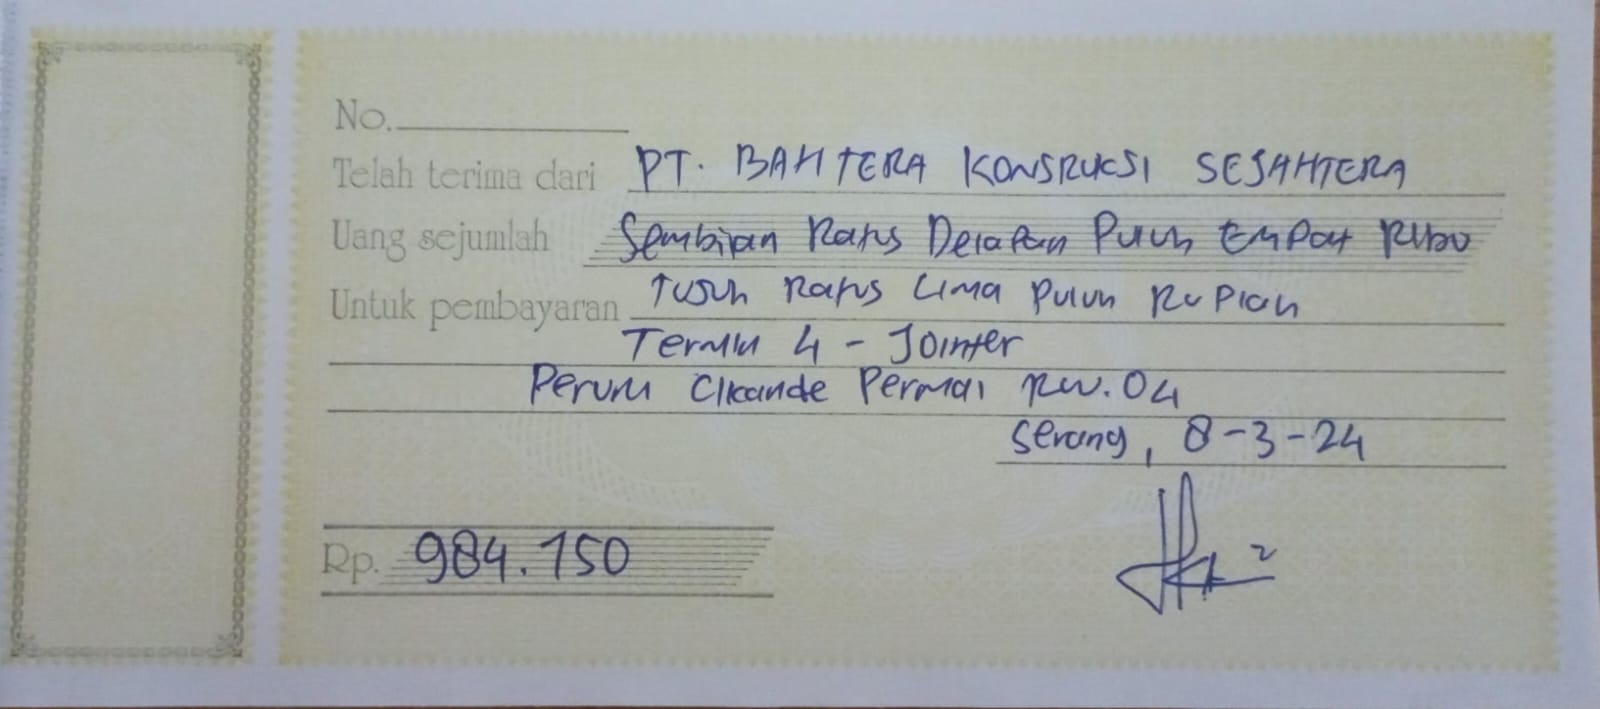 No.
Telah terima dari PT. BAHTERA KONSRUKSI SEJAHTERA
Uang sejumlah Sembilan Ratus Delapan Puluh Empat Ribu
Untuk pembayaran Tujuh Ratus Lima Puluh Rupiah
Termin 4 - Jointer
Perum Cikande Permai RW. 04
Serang, 8-3-24
Rp. 984.750